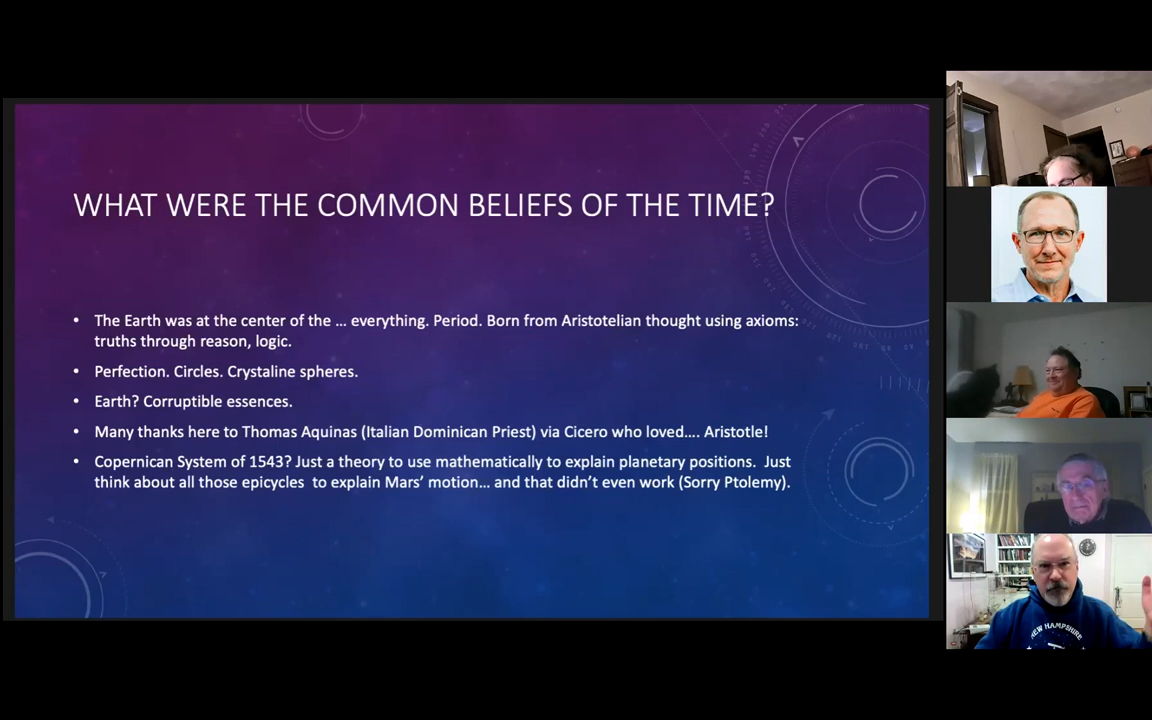 WHAT WERE THE COMMON BELIEFS OF THE TIME?
• The Earth was at the center of the ... everything. Period. Born from Aristotelian thought using axioms:
truths through reason, logic.
• Perfection. Circles. Crystaline spheres.
• Earth? Corruptible essences.
• Many thanks here to Thomas Aquinas (Italian Dominican Priest) via Cicero who loved.... Aristotle!
• Copernican System of 1543? Just a theory to use mathematically to explain planetary positions.  Just
think about all those epicycles  to explain Mars' motion... and that didn't even work (Sorry Ptolemy).
NEW HAMPSHIRE